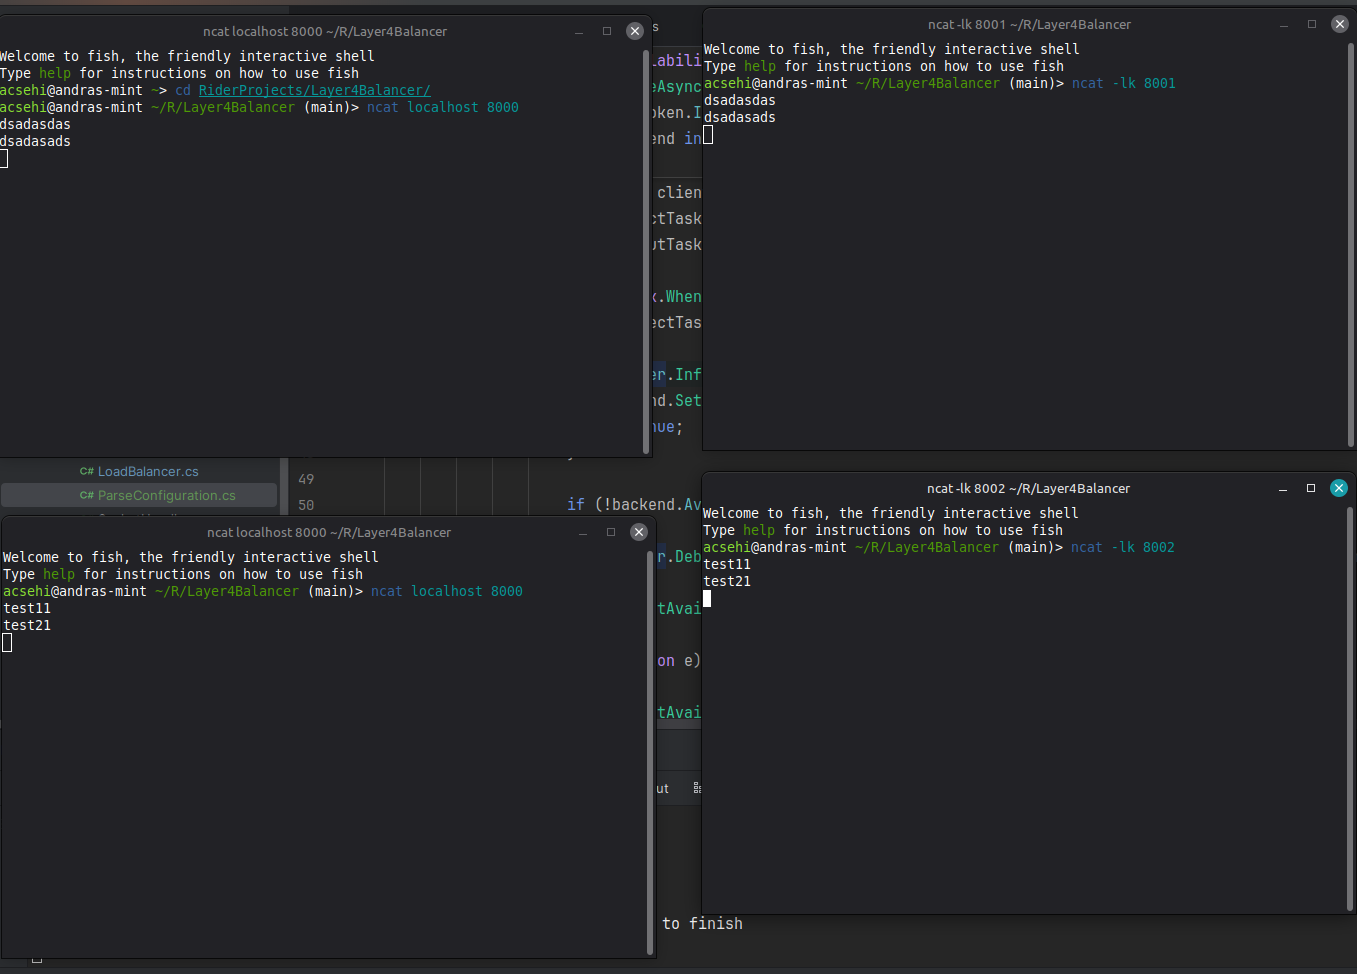 ncat localhost 8000 ~/R/Layer4Balancer
Welcome to fish, the friendly interactive shell
Type help for instructions on how to use fish
acsehi@andras-mint ~> cd RiderProjects/Layer4Balancer/
acsehi@andras-mint ~/R/Layer4Balancer (main)> ncat localhost 8000
dsadasdas
dsadasads
ncat -lk 8001 ~/R/Layer4Balancer
Welcome to fish, the friendly interactive shell
Type help for instructions on how to use fish
acsehi@andras-mint ~/R/Layer4Balancer (main)> ncat -lk 8001
dsadasdas
dsadasads
s
labili
eAsync
oken.I
end in
clien
ctTask
utTask
x.When
ectTas
er.Inf
nd.Set
nue;
C# LoadBalancer.cs
C# ParseConfiguration.cs
49
50
if (!backend.Av
r.Deb
tAvai
on e)
tAvai
ut
to finish
ncat localhost 8000 ~/R/Layer4Balancer
Welcome to fish, the friendly interactive shell
Type help for instructions on how to use fish
acsehi@andras-mint ~/R/Layer4Balancer (main)> ncat localhost 8000
test11
test21
ncat -lk 8002 ~/R/Layer4Balancer
Welcome to fish, the friendly interactive shell
Type help for instructions on how to use fish
acsehi@andras-mint ~/R/Layer4Balancer (main)> ncat -lk 8002
test11
test21